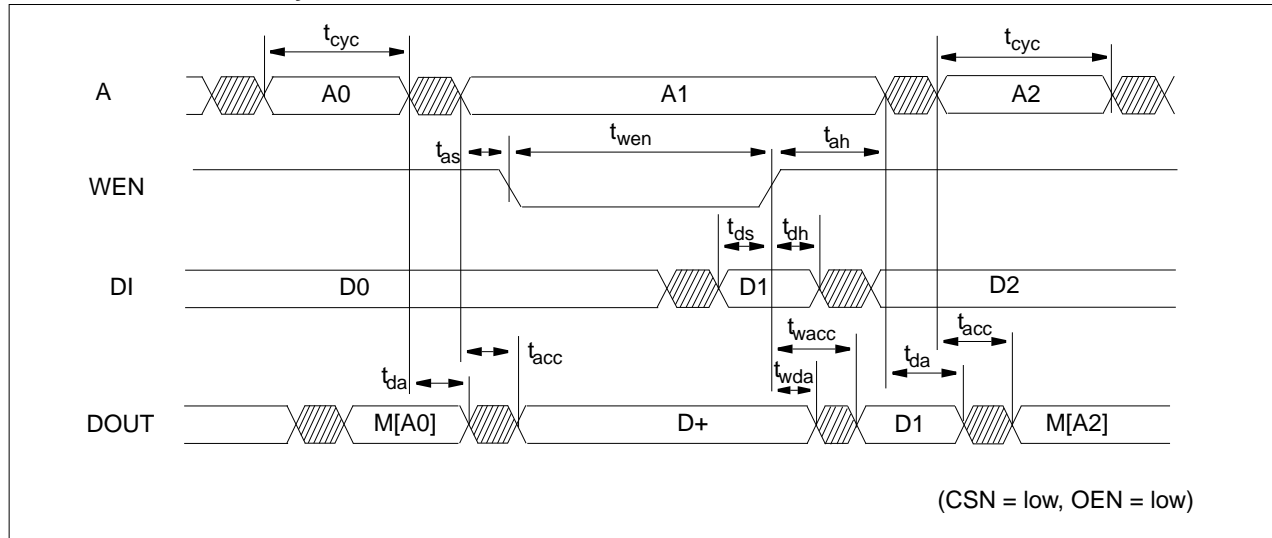 tcyc
tcyc
A
A0
A1
A2
tas
twen
tah
WEN
tds
tdh
DI
D0
D1
D2
tacc
twacc
tda
tacc
tda
twda
DOUT
M[A0]
D+
D1
M[A2]
(CSN = low, OEN = low)